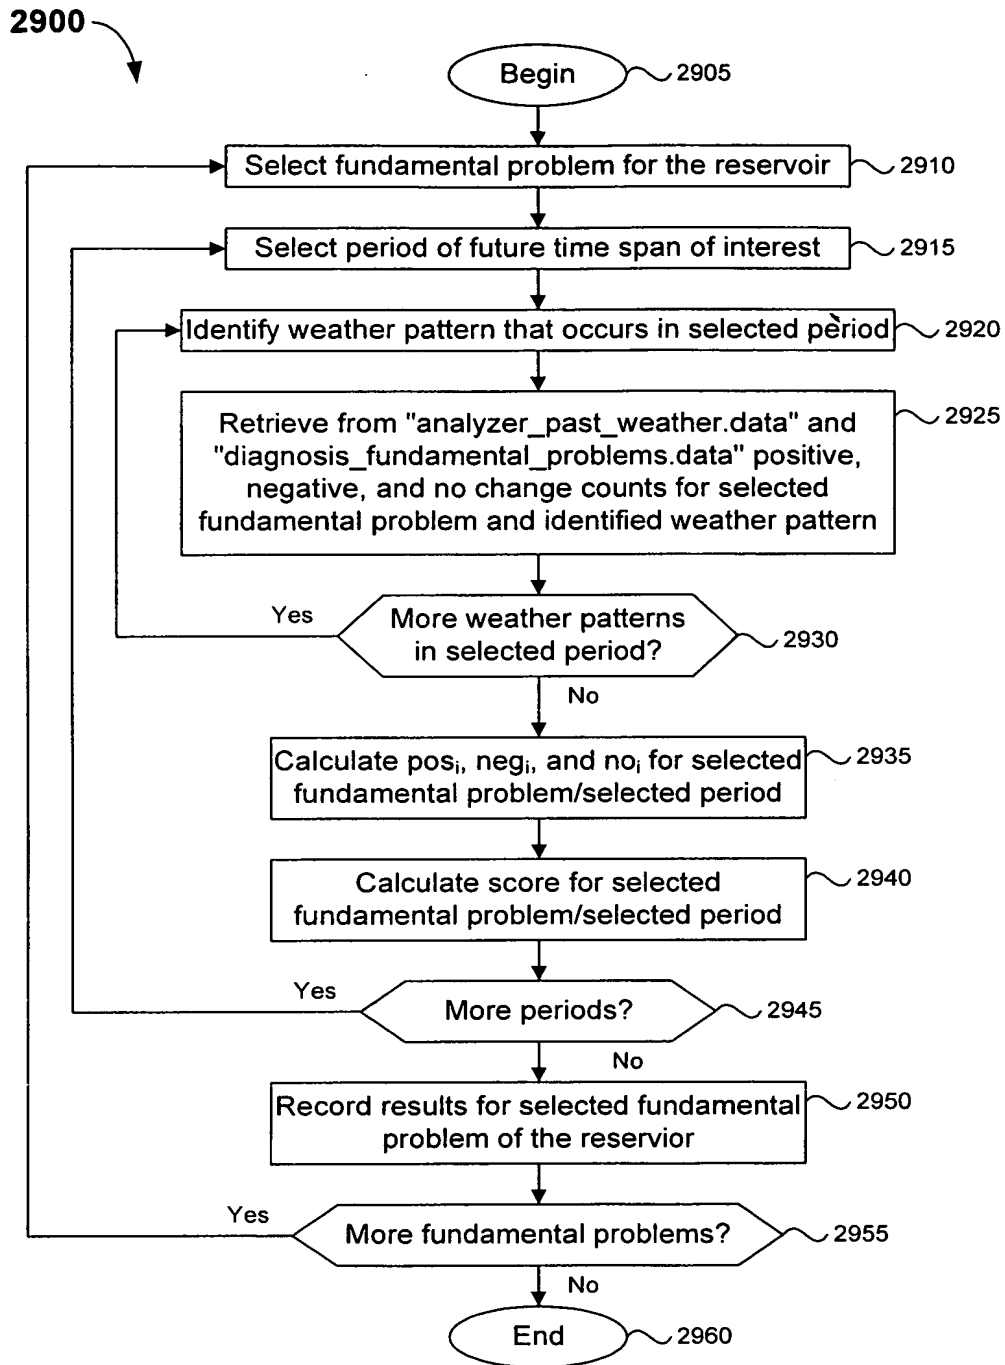 2900
Begin
2905
Select fundamental problem for the reservoir
2910
Select period of future time span of interest
2915
Identify weather pattern that occurs in selected period
2920
Retrieve from "analyzer_past_weather.data" and
"diagnosis_fundamental_problems.data" positive,
negative, and no change counts for selected
fundamental problem and identified weather pattern
2925
Yes
More weather patterns
in selected period?
2930
No
Calculate posᵢ, negᵢ, and noᵢ for selected
fundamental problem/selected period
2935
Calculate score for selected
fundamental problem/selected period
2940
Yes
More periods?
2945
No
Record results for selected fundamental
problem of the reservior
2950
Yes
More fundamental problems?
2955
No
End
2960